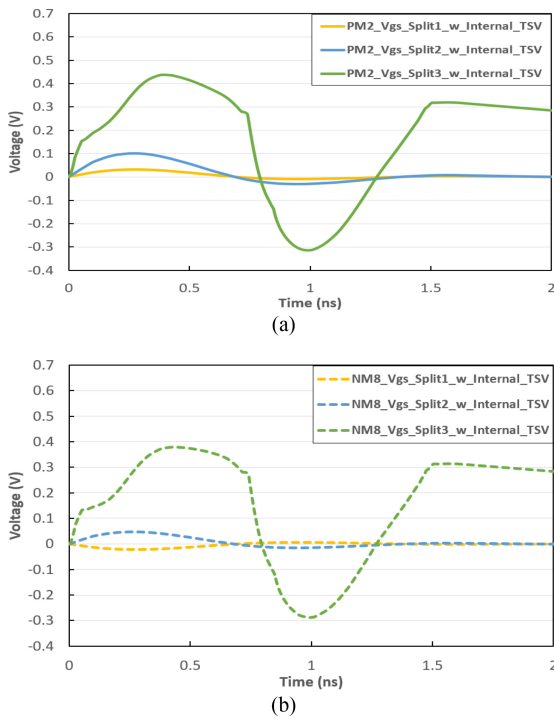 PM2_Vgs_Split1_w_Internal_TSV
PM2_Vgs_Split2_w_Internal_TSV
PM2_Vgs_Split3_w_Internal_TSV
Voltage (V)
0.7
0.6
0.5
0.4
0.3
0.2
0.1
0
-0.1
-0.2
-0.3
-0.4
0 0.5 1 1.5 2
Time (ns)
(a)
NM8_Vgs_Split1_w_Internal_TSV
NM8_Vgs_Split2_w_Internal_TSV
NM8_Vgs_Split3_w_Internal_TSV
Voltage (V)
0.7
0.6
0.5
0.4
0.3
0.2
0.1
0
-0.1
-0.2
-0.3
-0.4
0 0.5 1 1.5 2
Time (ns)
(b)